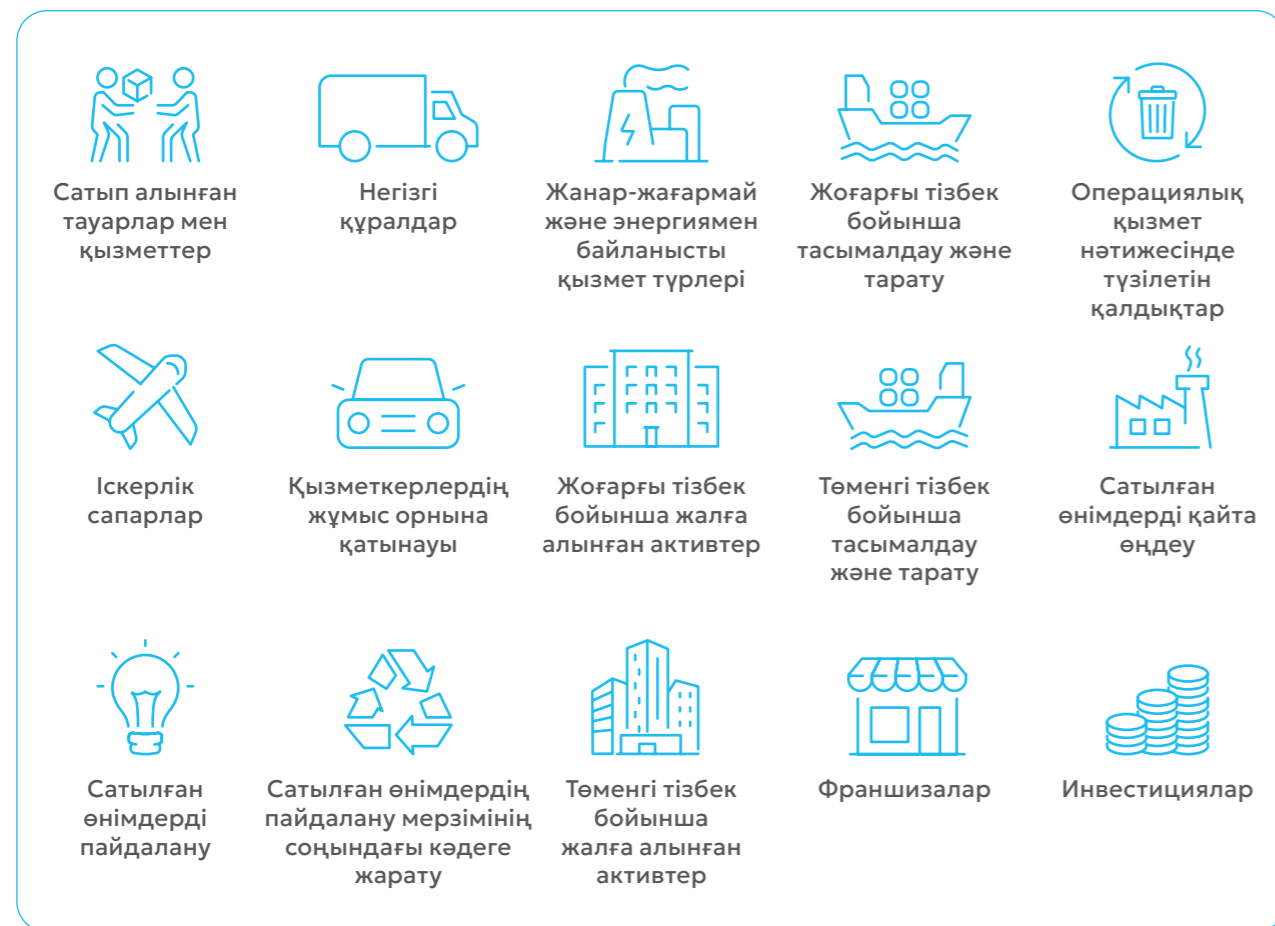 Сатып алынған
тауарлар мен
қызметтер
Негізгі
құралдар
Жанар-жағармай
және энергиямен
байланысты
қызмет түрлері
Жоғарғы тізбек
бойынша
тасымалдау және
тарату
Операциялық
қызмет
нәтижесінде
түзілетін
қалдықтар
Іскерлік
сапарлар
Қызметкерлердің
жұмыс орнына
қатынауы
Жоғарғы тізбек
бойынша жалға
алынған активтер
Төменгі тізбек
бойынша
тасымалдау
және тарату
Сатылған
өнімдерді қайта
өңдеу
Сатылған
өнімдерді
пайдалану
Сатылған өнімдердің
пайдалану мерзімінің
соңындағы кәдеге
жарату
Төменгі тізбек
бойынша
жалға алынған
активтер
Франшизалар
Инвестициялар